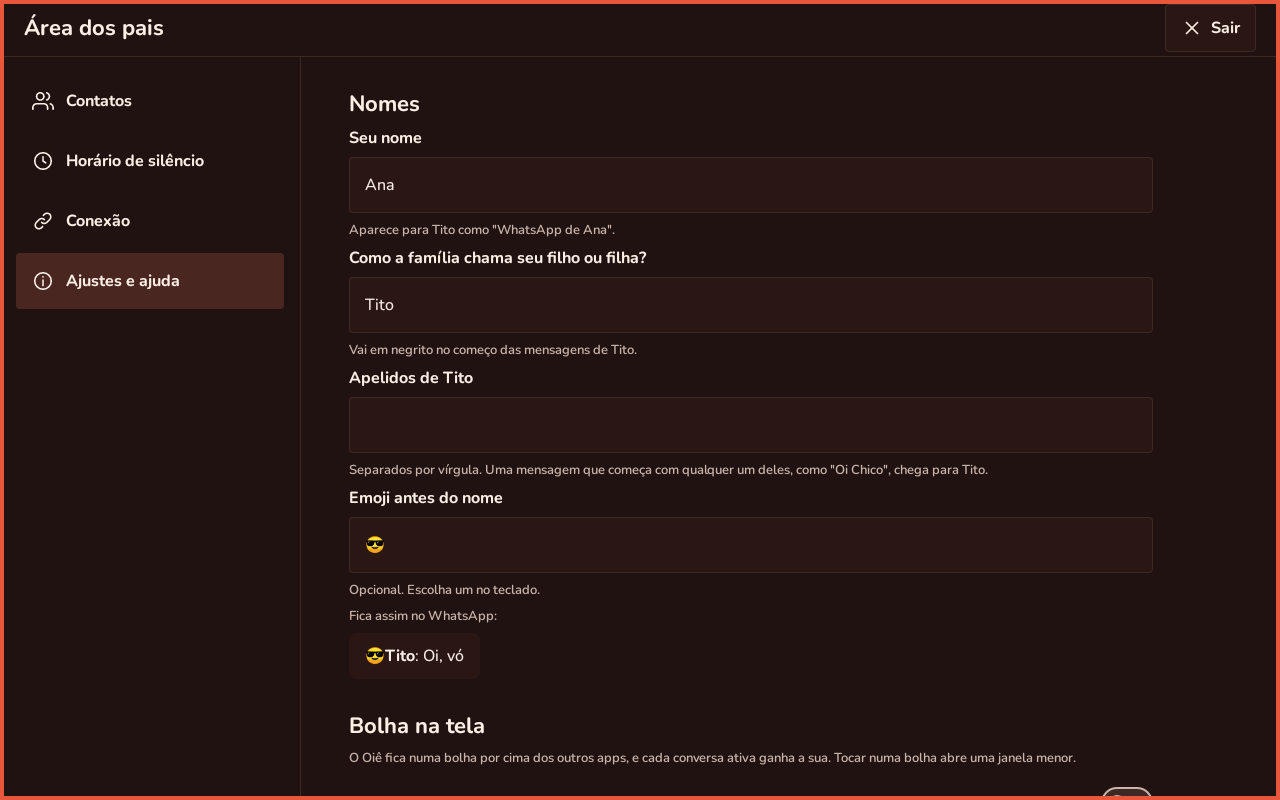 Área dos pais
Sair
Contatos
Horário de silêncio
Conexão
Ajustes e ajuda
Nomes
Seu nome
Ana
Aparece para Tito como "WhatsApp de Ana".
Como a família chama seu filho ou filha?
Tito
Vai em negrito no começo das mensagens de Tito.
Apelidos de Tito
Separados por vírgula. Uma mensagem que começa com qualquer um deles, como "Oi Chico", chega para Tito.
Emoji antes do nome
😎
Opcional. Escolha um no teclado.
Fica assim no WhatsApp:
😎Tito: Oi, vó
Bolha na tela
O Oiê fica numa bolha por cima dos outros apps, e cada conversa ativa ganha a sua. Tocar numa bolha abre uma janela menor.